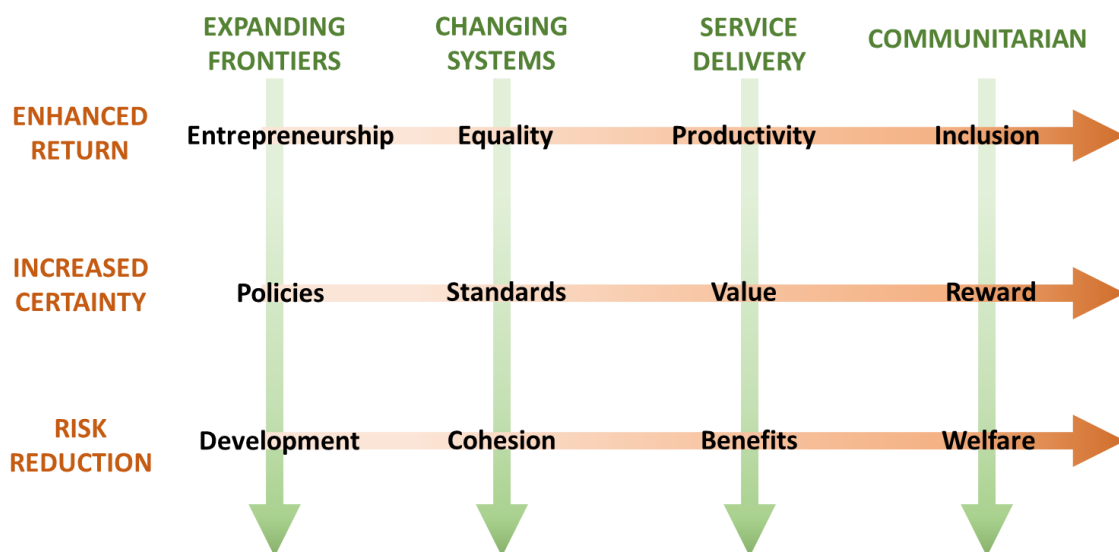 EXPANDING
FRONTIERS
CHANGING
SYSTEMS
SERVICE
DELIVERY
COMMUNITARIAN
ENHANCED
RETURN
Entrepreneurship
Equality
Productivity
Inclusion
INCREASED
CERTAINTY
Policies
Standards
Value
Reward
RISK
REDUCTION
Development
Cohesion
Benefits
Welfare